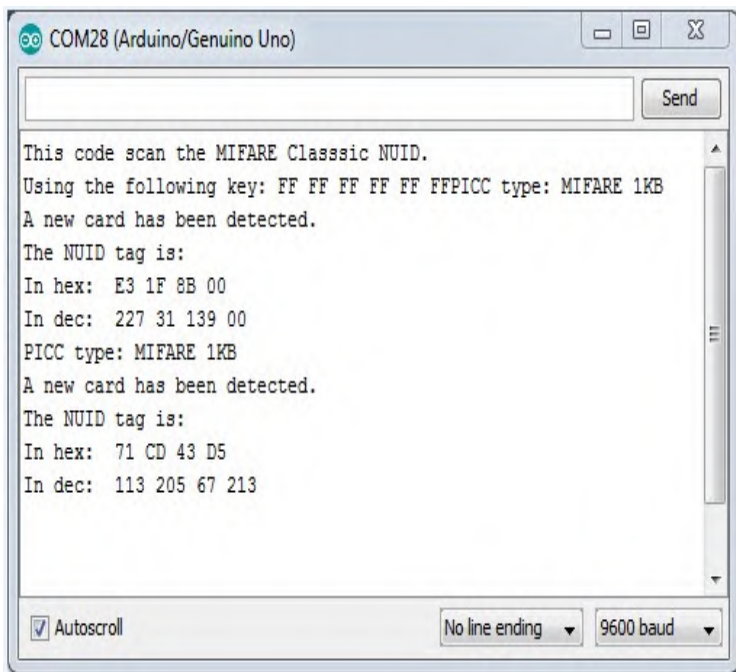 COM28 (Arduino/Genuino Uno)
Send
This code scan the MIFARE Classsic NUID.
Using the following key: FF FF FF FF FF FFPICC type: MIFARE 1KB
A new card has been detected.
The NUID tag is:
In hex:  E3 1F 8B 00
In dec:  227 31 139 00
PICC type: MIFARE 1KB
A new card has been detected.
The NUID tag is:
In hex:  71 CD 43 D5
In dec:  113 205 67 213
Autoscroll No line ending 9600 baud